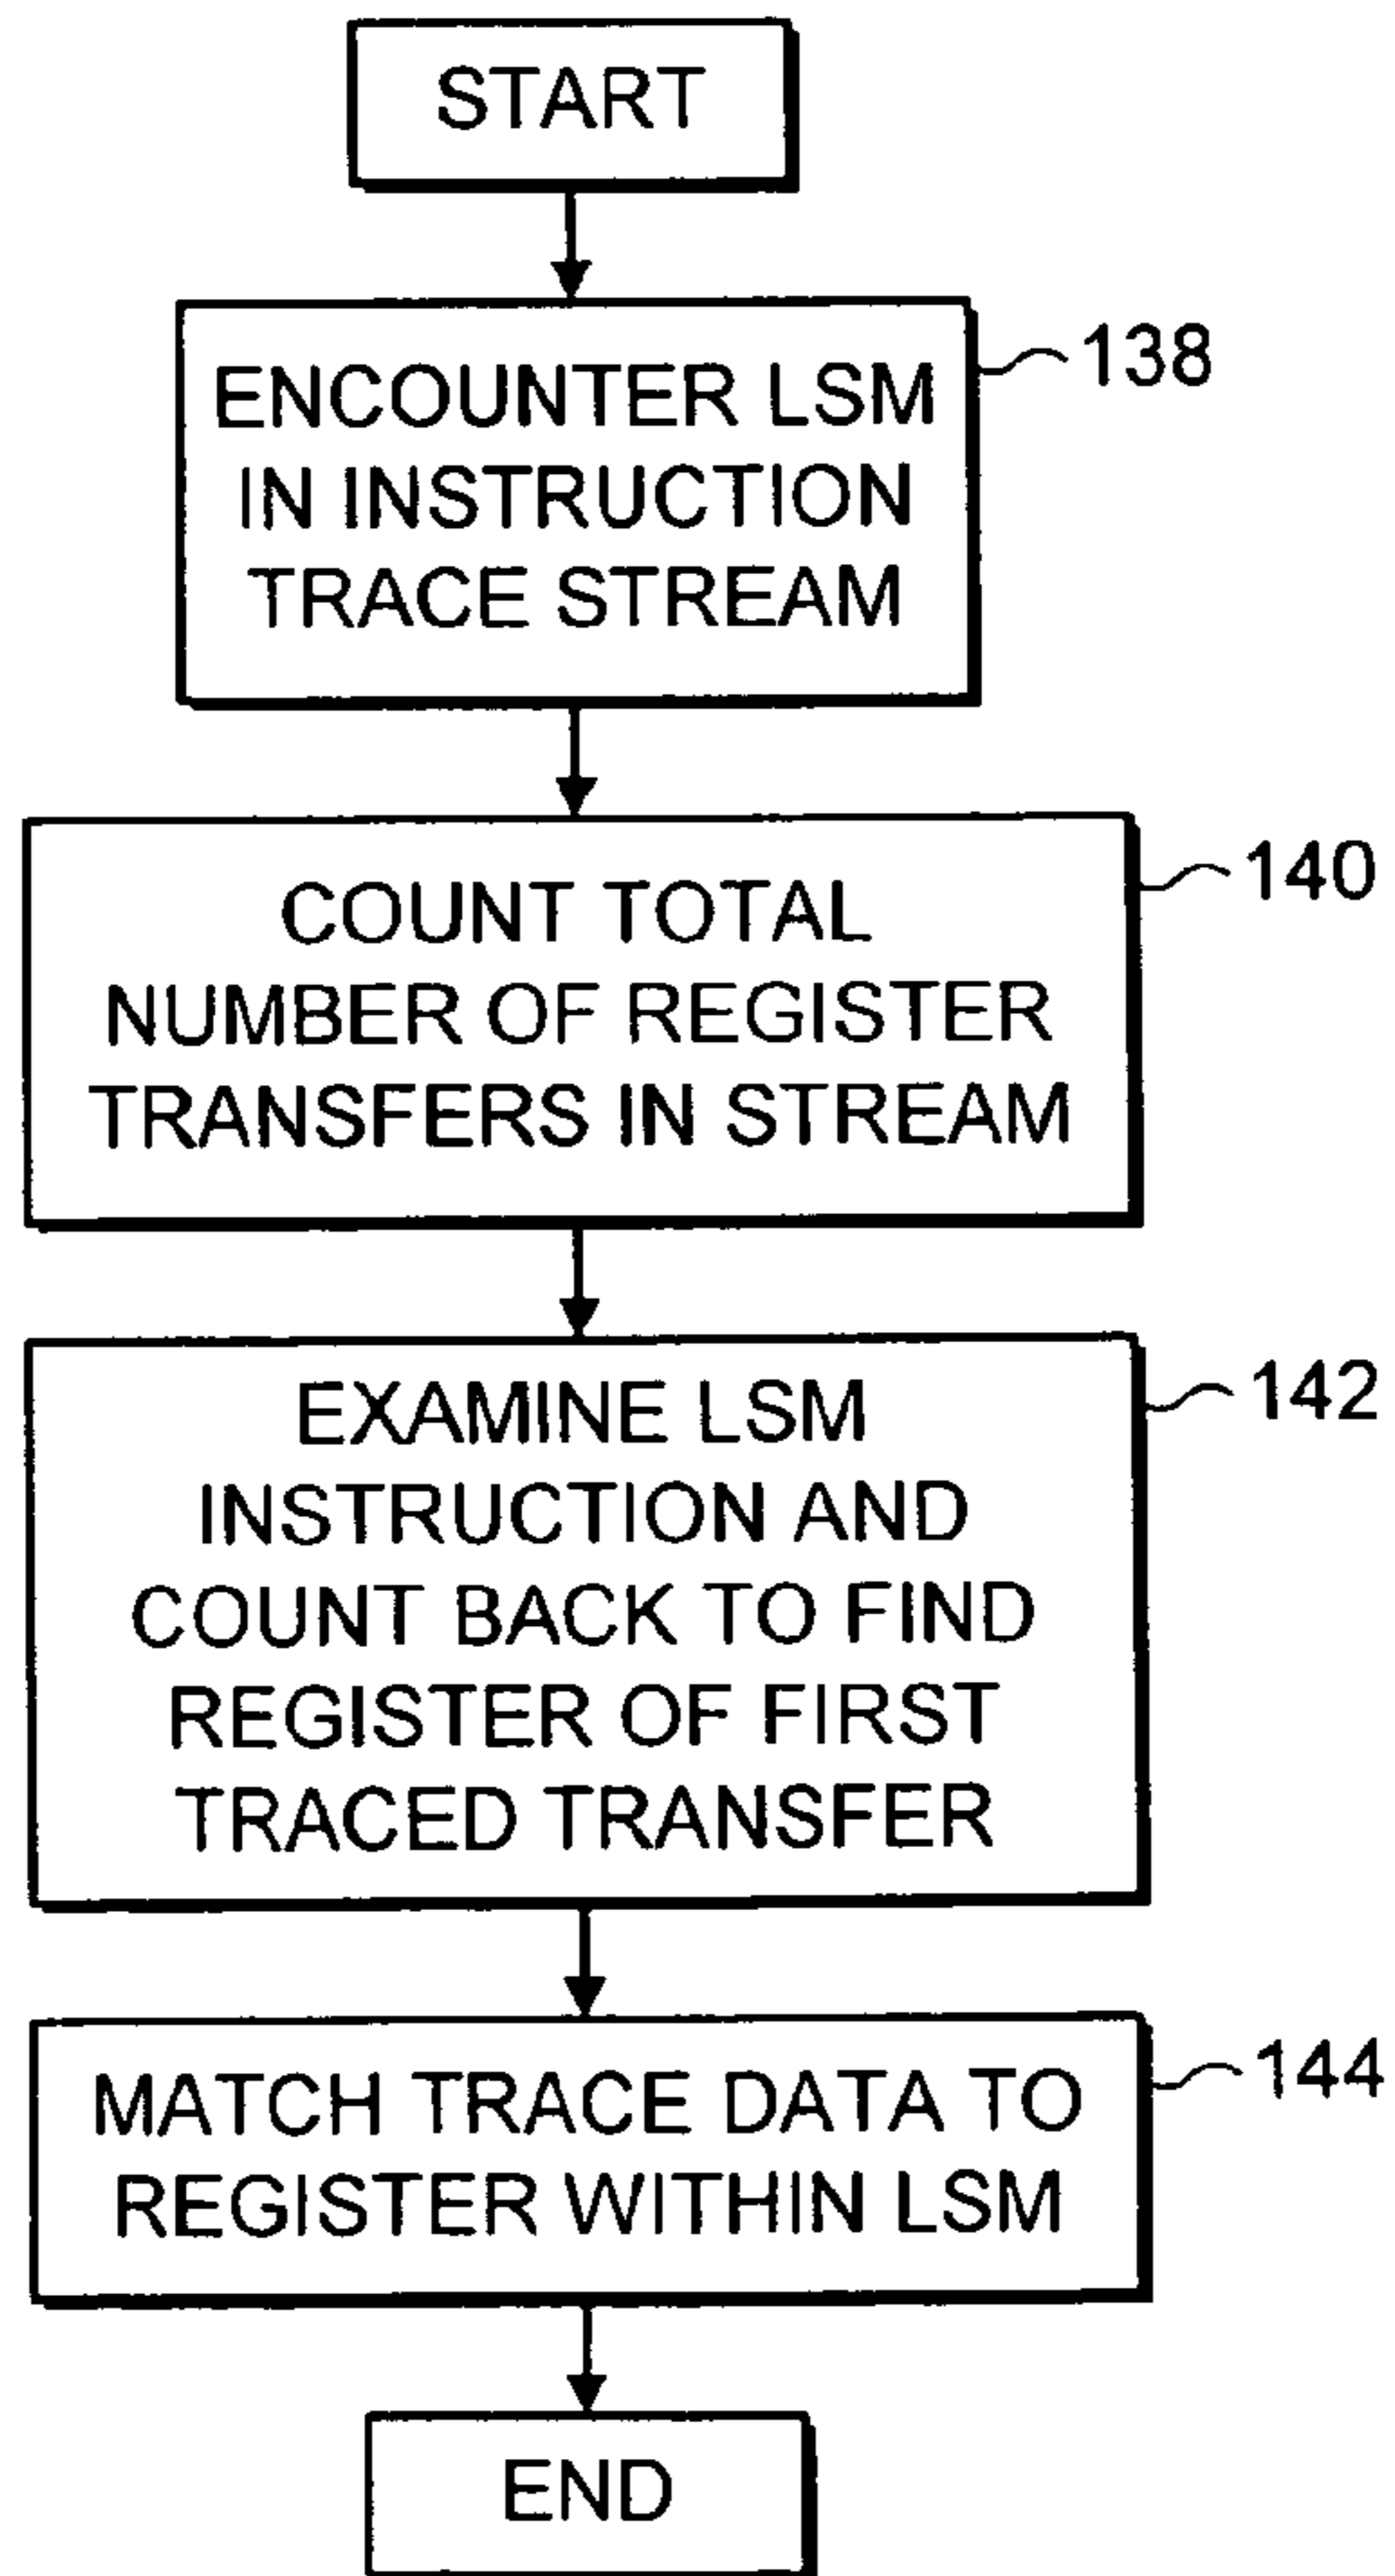 START
ENCOUNTER LSM
IN INSTRUCTION
TRACE STREAM
138
COUNT TOTAL
NUMBER OF REGISTER
TRANSFERS IN STREAM
140
EXAMINE LSM
INSTRUCTION AND
COUNT BACK TO FIND
REGISTER OF FIRST
TRACED TRANSFER
142
MATCH TRACE DATA TO
REGISTER WITHIN LSM
144
END